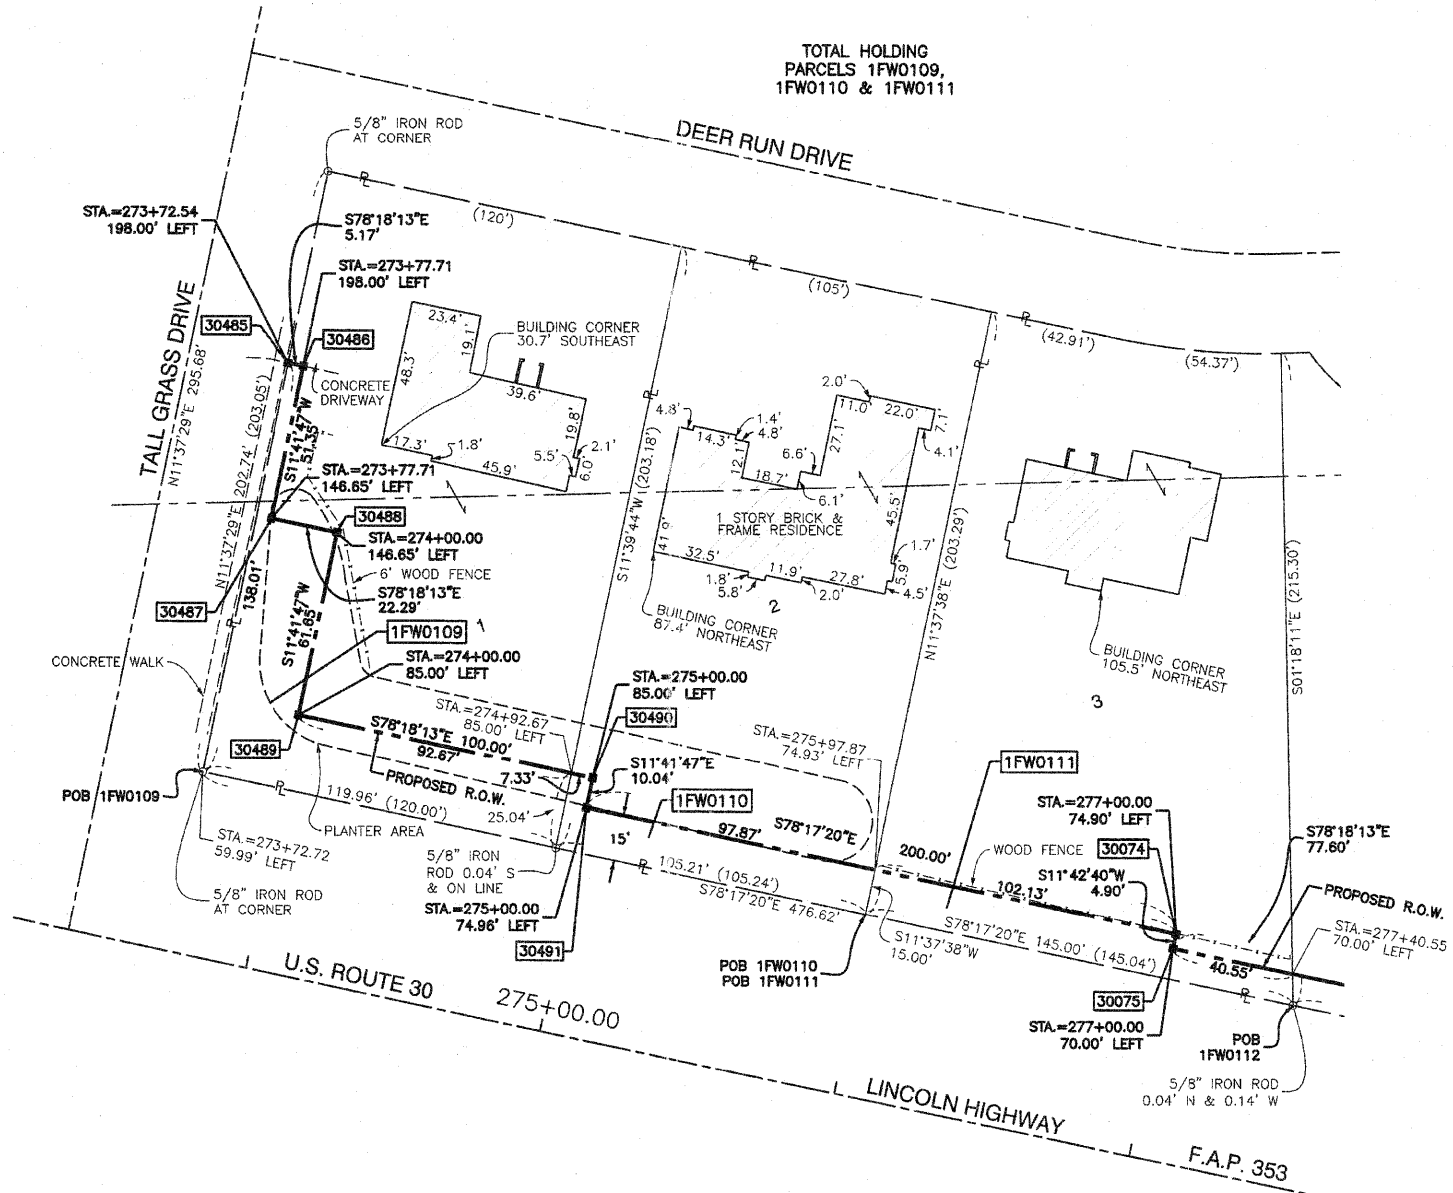 TOTAL HOLDING
PARCELS 1FW0109,
1FW0110 & 1FW0111
DEER RUN DRIVE
5/8" IRON ROD
AT CORNER
STA.=273+72.54
198.00' LEFT
S78°18'13"E
5.17'
(120')
STA.=273+77.71
198.00' LEFT
(105')
(42.91')
(54.37')
TALL GRASS DRIVE
N11°37'29"E 295.68'
30485
30486
CONCRETE
DRIVEWAY
23.4'
19.1'
48.3'
39.6'
19.8'
17.3'
1.8'
45.9'
5.5'
2.1'
6.0'
BUILDING CORNER
30.7' SOUTHEAST
S11°41'47"W
51.35'
N11°37'29"E 202.74' (203.05')
STA.=273+77.71
146.65' LEFT
30488
STA.=274+00.00
146.65' LEFT
6' WOOD FENCE
S78°18'13"E
22.29'
30487
138.01'
S11°41'47"W
61.65'
1FW0109
1
STA.=274+00.00
85.00' LEFT
CONCRETE WALK
S11°39'44"W (203.18')
4.8'
14.3'
1.4'
4.8'
12.1'
18.7'
2.0'
11.0'
22.0'
7.1'
4.1'
27.1'
6.6'
6.1'
45.5'
1 STORY BRICK &
FRAME RESIDENCE
41.9'
32.5'
1.8'
5.8'
11.9'
27.8'
2.0'
1.7'
5.9'
4.5'
2
BUILDING CORNER
87.4' NORTHEAST
N11°37'38"E (203.29')
BUILDING CORNER
105.5' NORTHEAST
3
S01°18'11"E (215.30')
STA.=275+00.00
85.00' LEFT
STA.=274+92.67
85.00' LEFT
30490
30489
S78°18'13"E 100.00'
92.67'
7.33'
S11°41'47"E
10.04'
STA.=275+97.87
74.93' LEFT
1FW0111
POB 1FW0109
PROPOSED R.O.W.
119.96' (120.00')
PLANTER AREA
25.04'
15'
1FW0110
97.87'
S78°17'20"E
200.00'
WOOD FENCE
STA.=277+00.00
74.90' LEFT
30074
S11°42'40"W
4.90'
102.13'
S78°18'13"E
77.60'
PROPOSED R.O.W.
STA.=273+72.72
59.99' LEFT
5/8" IRON ROD
AT CORNER
5/8" IRON
ROD 0.04' S
& ON LINE
105.21' (105.24')
S78°17'20"E 476.62'
STA.=275+00.00
74.96' LEFT
30491
S78°17'20"E 145.00' (145.04')
S11°37'38"W
15.00'
POB 1FW0110
POB 1FW0111
40.55'
STA.=277+40.55
70.00' LEFT
30075
STA.=277+00.00
70.00' LEFT
POB
1FW0112
5/8" IRON ROD
0.04' N & 0.14' W
U.S. ROUTE 30
275+00.00
LINCOLN HIGHWAY
F.A.P. 353